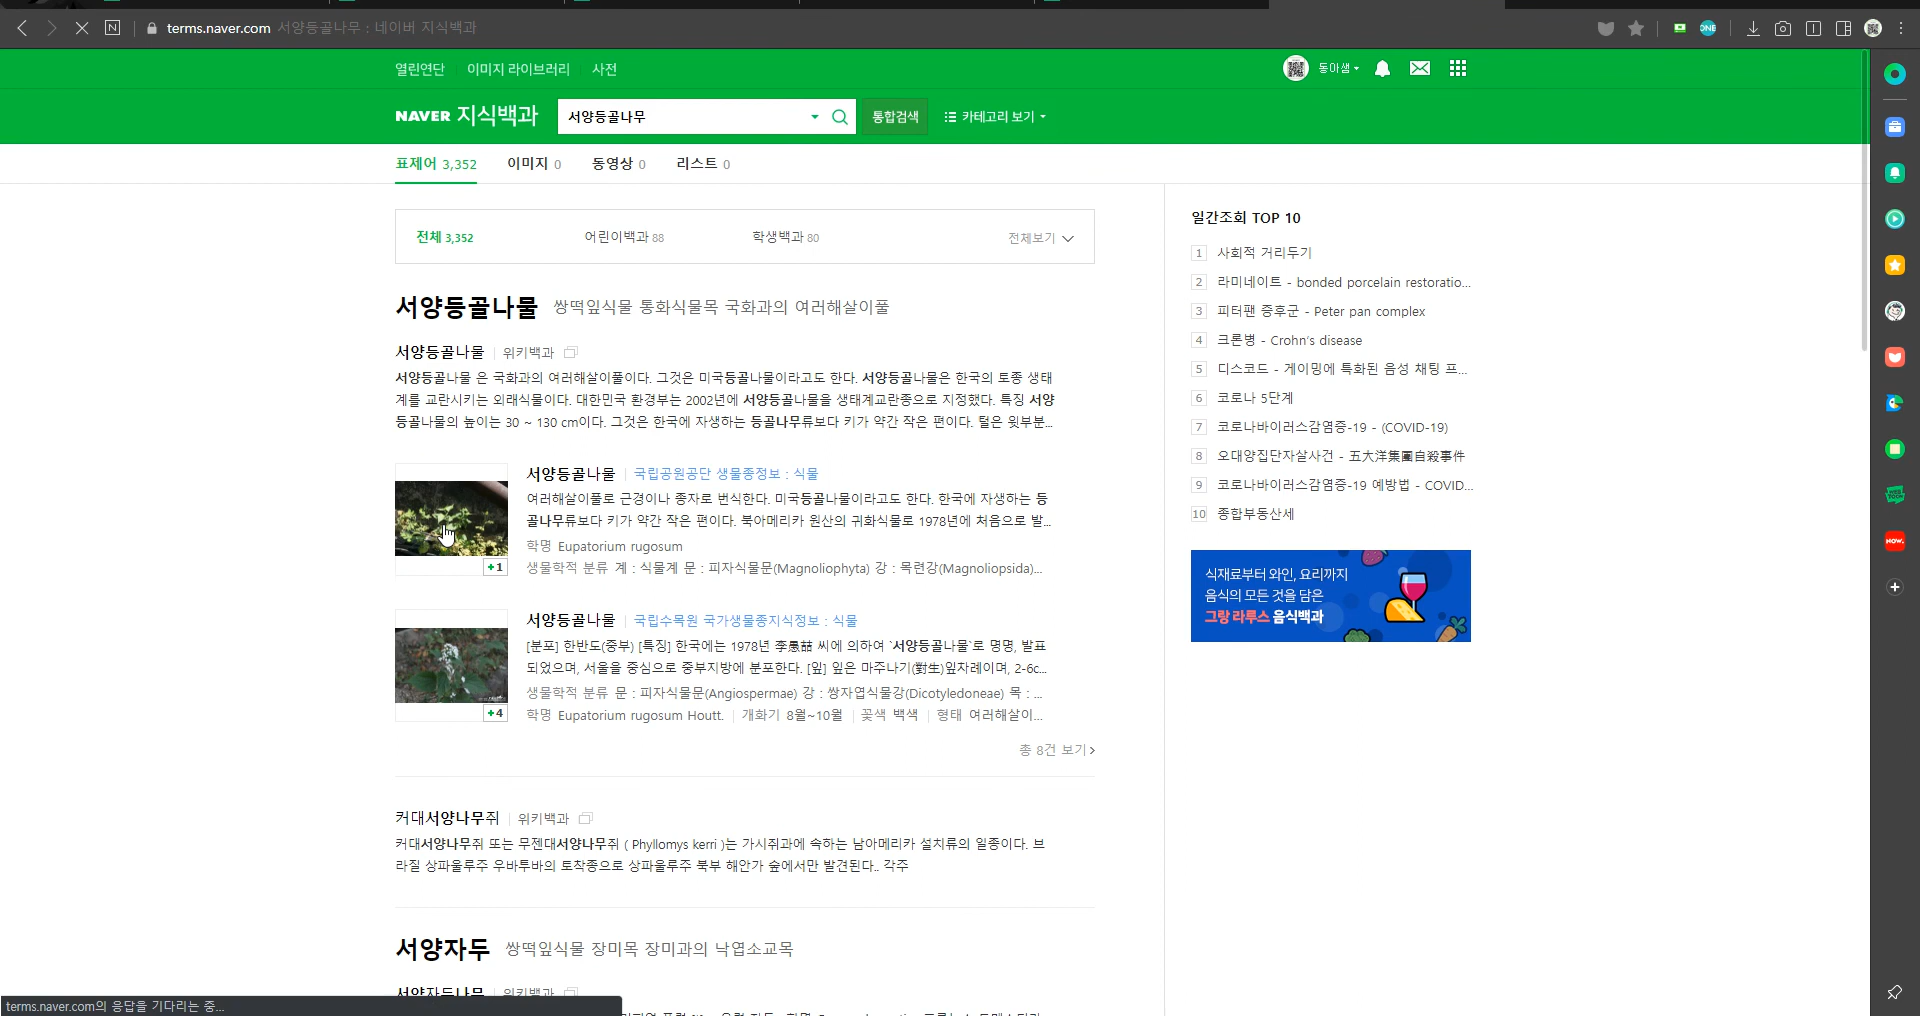 terms.naver.com 서양등골나무 : 네이버 지식백과
열린연단 이미지 라이브러리 사전
동아샘
NAVER 지식백과 서양등골나무 통합검색 카테고리 보기
표제어 3,352 이미지 0 동영상 0 리스트 0
전체 3,352 어린이백과 88 학생백과 80 전체보기
서양등골나물 쌍떡잎식물 통화식물목 국화과의 여러해살이풀
서양등골나물 위키백과
서양등골나물 은 국화과의 여러해살이풀이다. 그것은 미국등골나물이라고도 한다. 서양등골나물은 한국의 토종 생태
계를 교란시키는 외래식물이다. 대한민국 환경부는 2002년에 서양등골나물을 생태계교란종으로 지정했다. 특징 서양
등골나물의 높이는 30 ~ 130 cm이다. 그것은 한국에 자생하는 등골나무류보다 키가 약간 작은 편이다. 털은 윗부분...
서양등골나물 국립공원공단 생물종정보 : 식물
여러해살이풀로 근경이나 종자로 번식한다. 미국등골나물이라고도 한다. 한국에 자생하는 등
골나무류보다 키가 약간 작은 편이다. 북아메리카 원산의 귀화식물로 1978년에 처음으로 발...
학명 Eupatorium rugosum
+1 생물학적 분류 계 : 식물계 문 : 피자식물문(Magnoliophyta) 강 : 목련강(Magnoliopsida)...
서양등골나물 국립수목원 국가생물종지식정보 : 식물
[분포] 한반도(중부) [특징] 한국에는 1978년 李愚喆 씨에 의하여 `서양등골나물`로 명명, 발표
되었으며, 서울을 중심으로 중부지방에 분포한다. [잎] 잎은 마주나기(對生)잎차례이며, 2-6c...
생물학적 분류 문 : 피자식물문(Angiospermae) 강 : 쌍자엽식물강(Dicotyledoneae) 목 : ...
+4 학명 Eupatorium rugosum Houtt. 개화기 8월~10월 꽃색 백색 형태 여러해살이...
총 8건 보기
커대서양나무쥐 위키백과
커대서양나무쥐 또는 무젠대서양나무쥐 ( Phyllomys kerri )는 가시쥐과에 속하는 남아메리카 설치류의 일종이다. 브
라질 상파울루주 우바투바의 토착종으로 상파울루주 북부 해안가 숲에서만 발견된다.. 각주
서양자두 쌍떡잎식물 장미목 장미과의 낙엽소교목
서양자두나무 위키백과
일간조회 TOP 10
1 사회적 거리두기
2 라미네이트 - bonded porcelain restoratio...
3 피터팬 증후군 - Peter pan complex
4 크론병 - Crohn's disease
5 디스코드 - 게이밍에 특화된 음성 채팅 프...
6 코로나 5단계
7 코로나바이러스감염증-19 - (COVID-19)
8 오대양집단자살사건 - 五大洋集團自殺事件
9 코로나바이러스감염증-19 예방법 - COVID...
10 종합부동산세
식재료부터 와인, 요리까지
음식의 모든 것을 담은
그랑 라루스 음식백과
terms.naver.com의 응답을 기다리는 중...